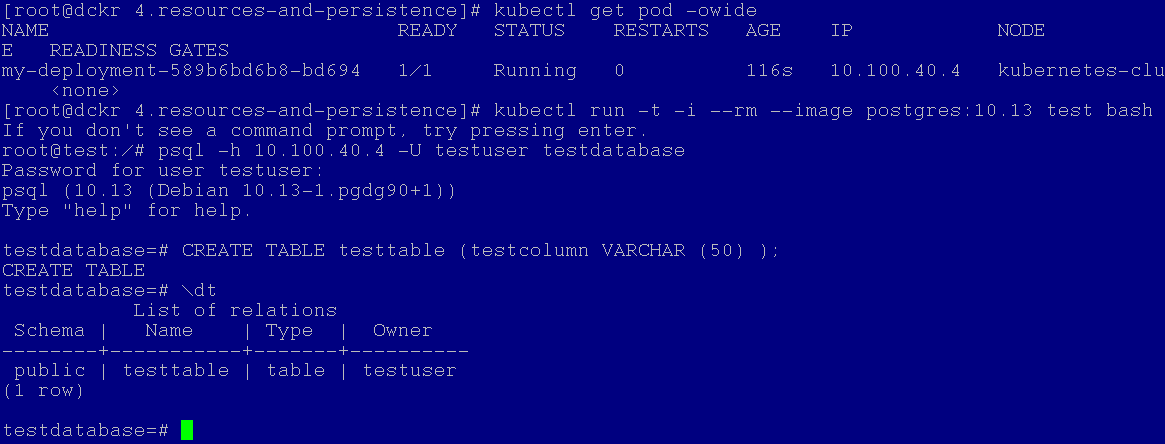 [root@dckr 4.resources-and-persistence]# kubectl get pod -owide
NAME                             READY   STATUS    RESTARTS   AGE    IP            NODE
E   READINESS GATES
my-deployment-589b6bd6b8-bd694   1/1     Running   0          116s   10.100.40.4   kubernetes-clu
    <none>
[root@dckr 4.resources-and-persistence]# kubectl run -t -i --rm --image postgres:10.13 test bash
If you don't see a command prompt, try pressing enter.
root@test:/# psql -h 10.100.40.4 -U testuser testdatabase
Password for user testuser:
psql (10.13 (Debian 10.13-1.pgdg90+1))
Type "help" for help.

testdatabase=# CREATE TABLE testtable (testcolumn VARCHAR (50) );
CREATE TABLE
testdatabase=# \dt
           List of relations
 Schema |   Name    | Type  |  Owner
--------+-----------+-------+----------
 public | testtable | table | testuser
(1 row)

testdatabase=#